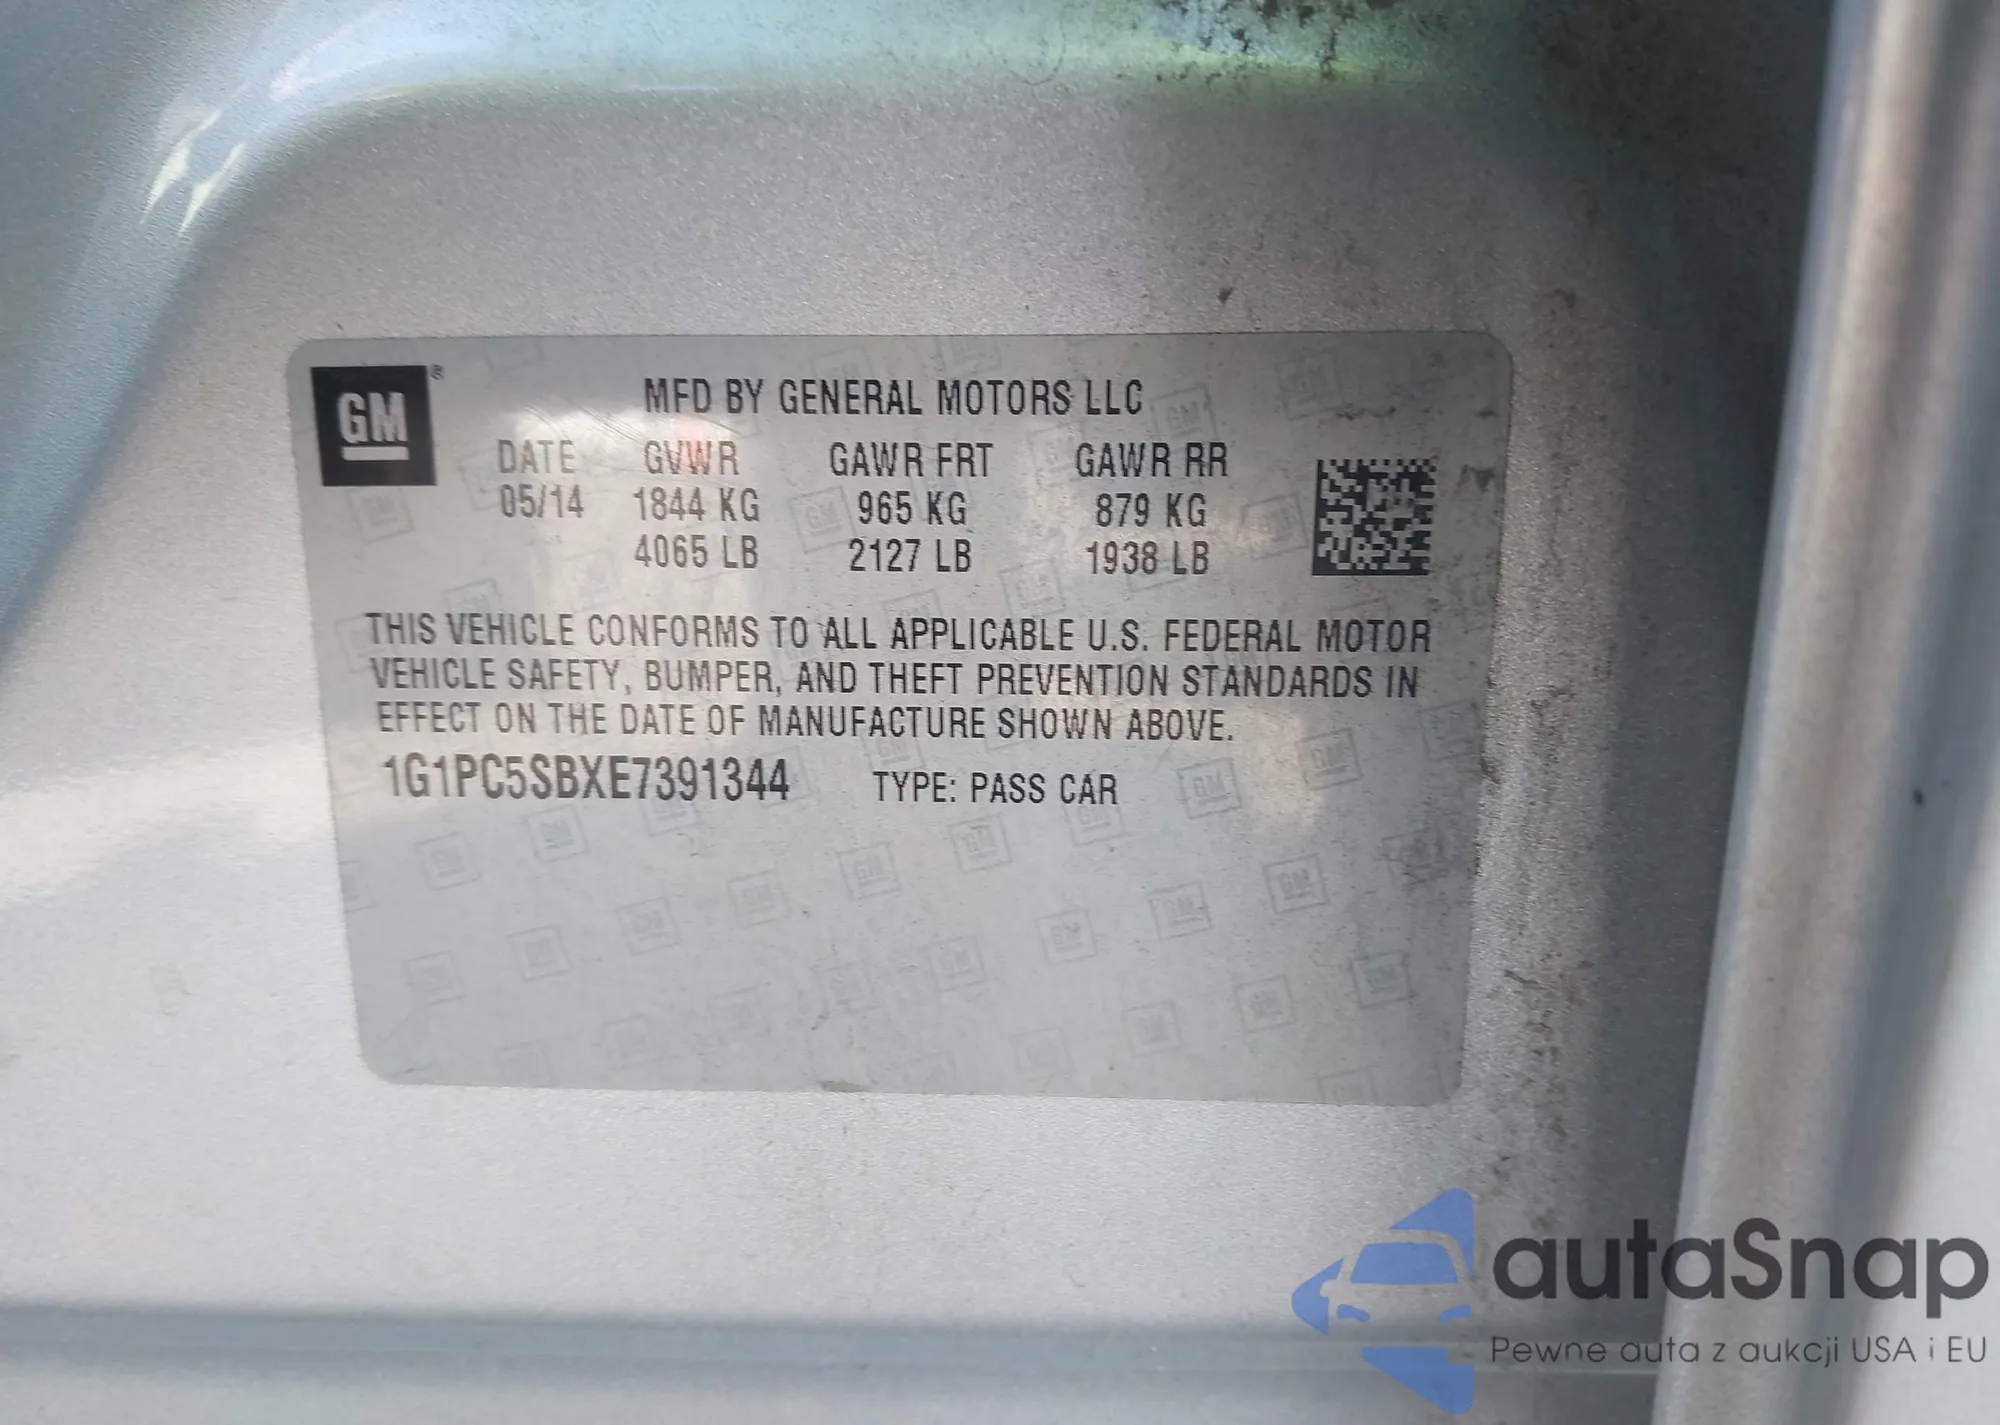 GM®
MFD BY GENERAL MOTORS LLC
DATE GVWR GAWR FRT GAWR RR
05/14 1844 KG 965 KG 879 KG
4065 LB 2127 LB 1938 LB
THIS VEHICLE CONFORMS TO ALL APPLICABLE U.S. FEDERAL MOTOR
VEHICLE SAFETY, BUMPER, AND THEFT PREVENTION STANDARDS IN
EFFECT ON THE DATE OF MANUFACTURE SHOWN ABOVE.
1G1PC5SBXE7391344 TYPE: PASS CAR
autaSnap
Pewne auta z aukcji USA i EU